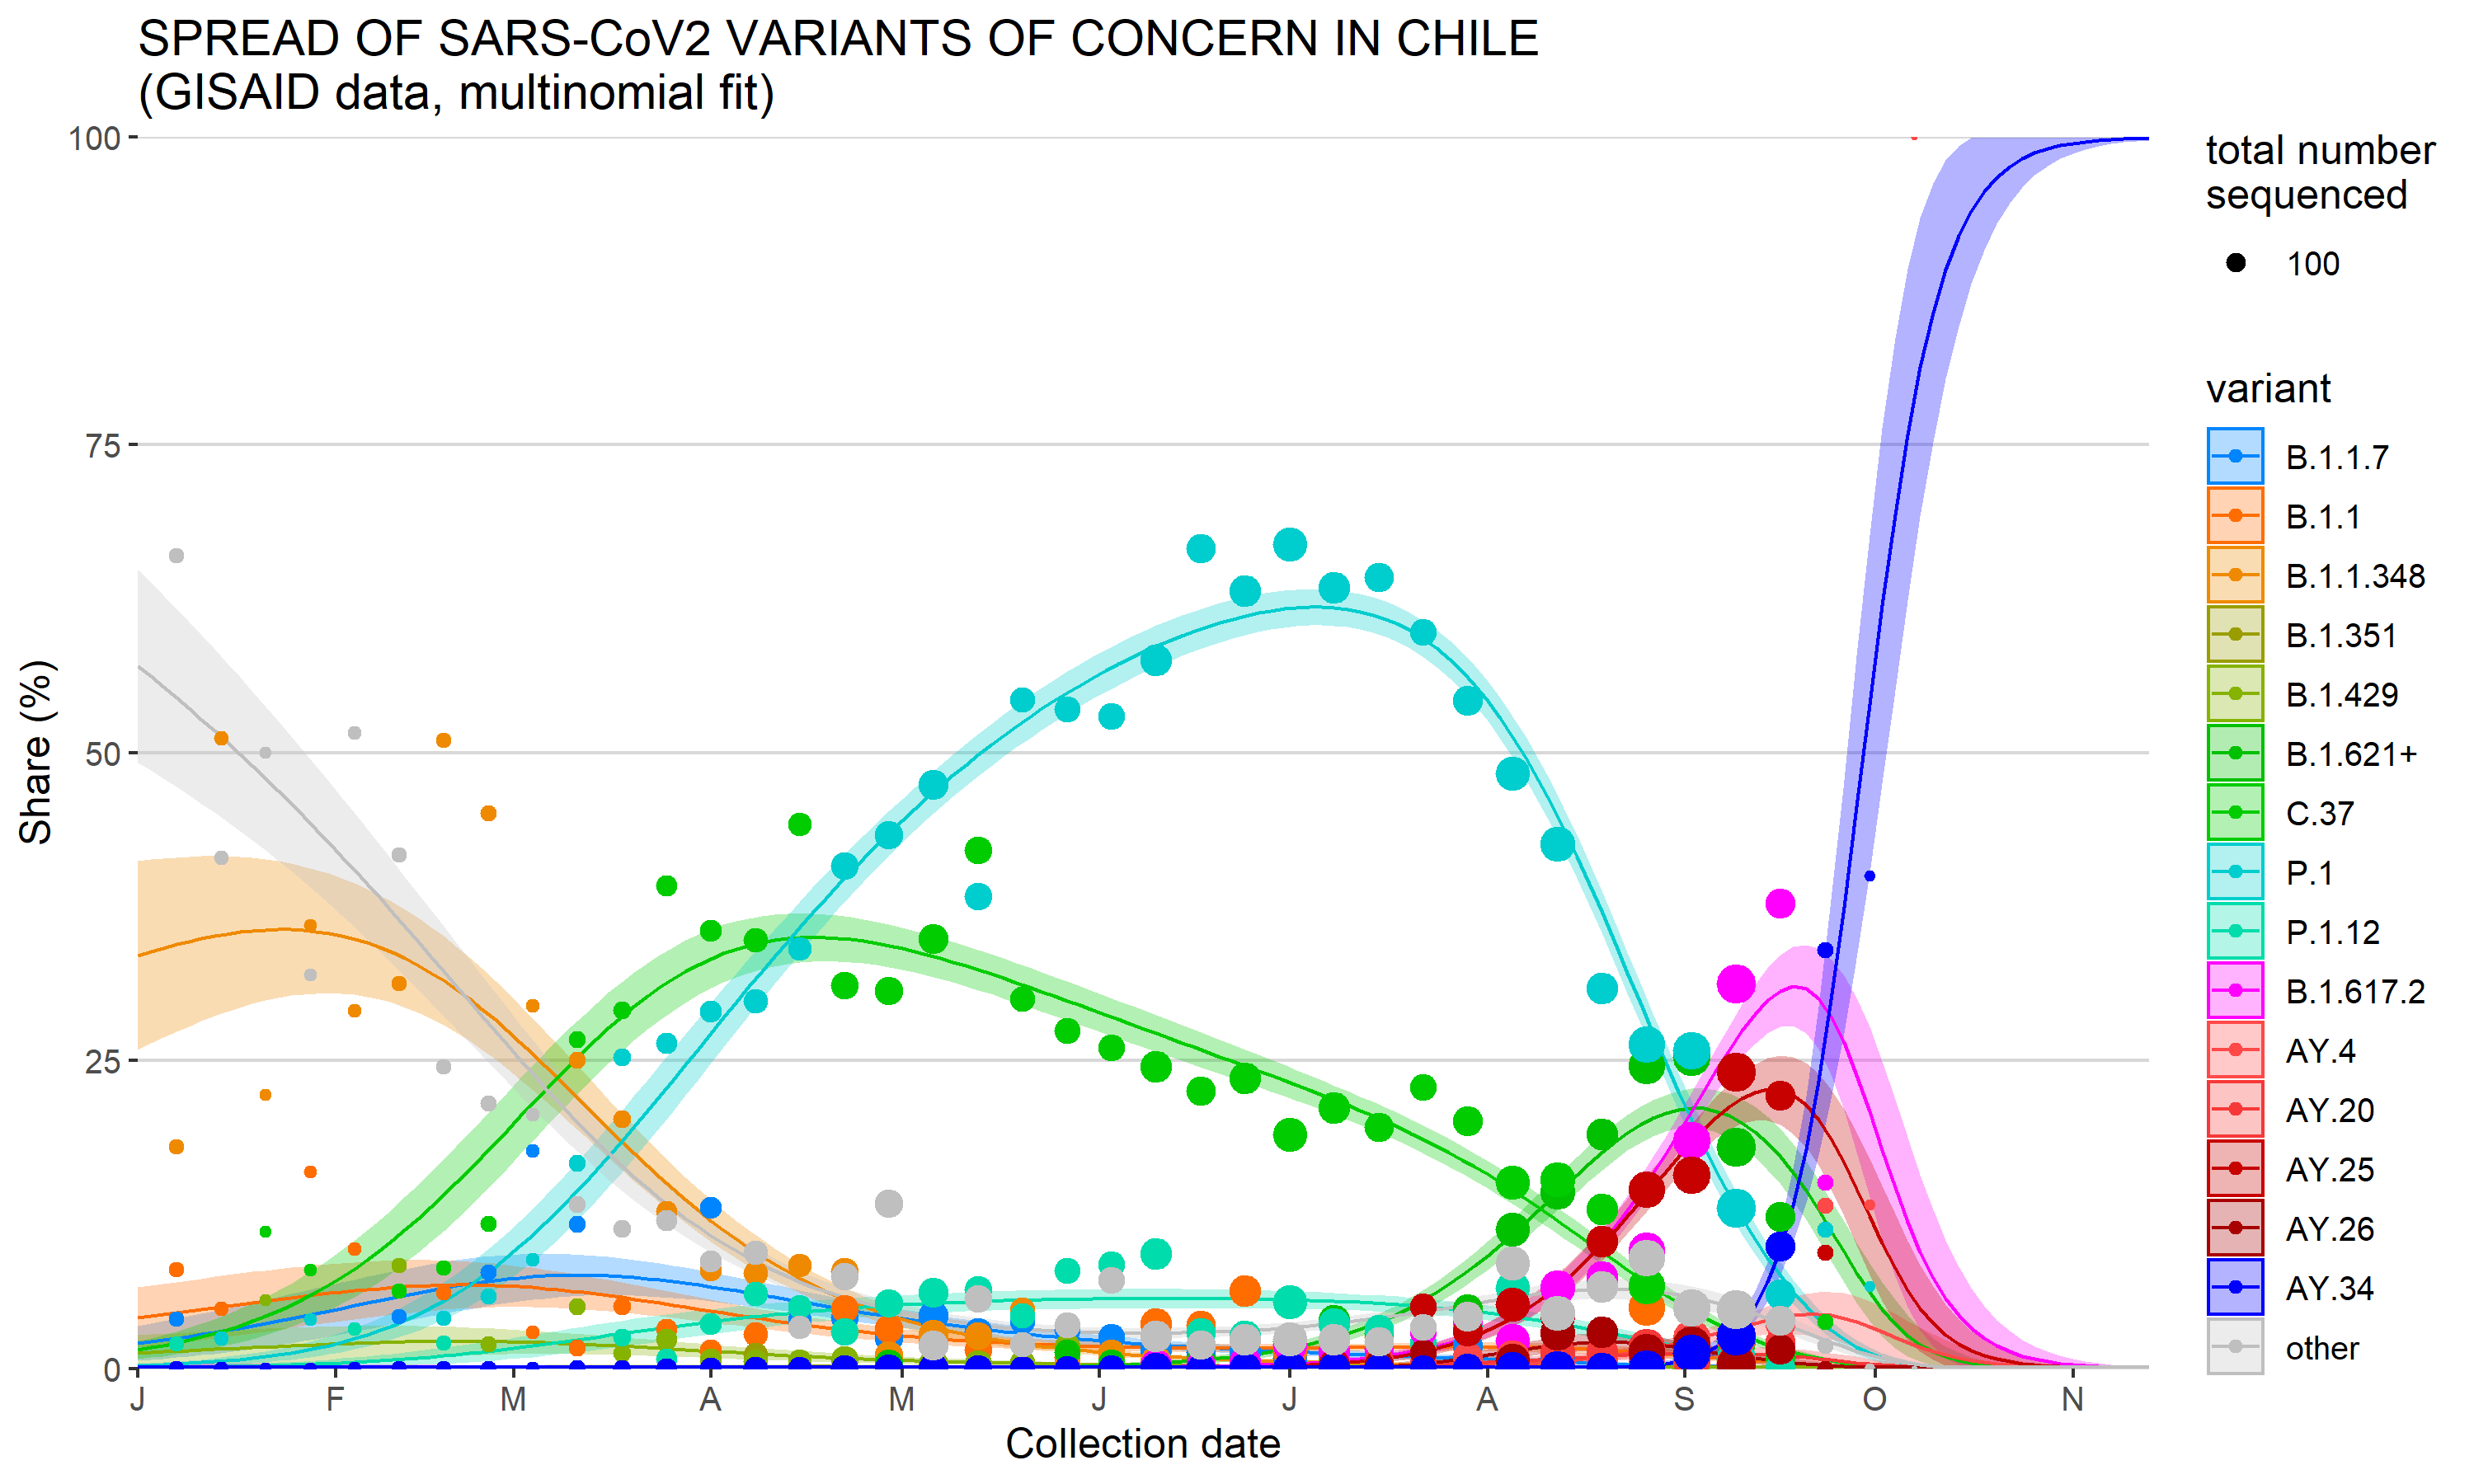 SPREAD OF SARS-CoV2 VARIANTS OF CONCERN IN CHILE
(GISAID data, multinomial fit)
100
75
50
25
0
Share (%)
J F M A M J J A S O N
Collection date
total number
sequenced
100
variant
B.1.1.7
B.1.1
B.1.1.348
B.1.351
B.1.429
B.1.621+
C.37
P.1
P.1.12
B.1.617.2
AY.4
AY.20
AY.25
AY.26
AY.34
other